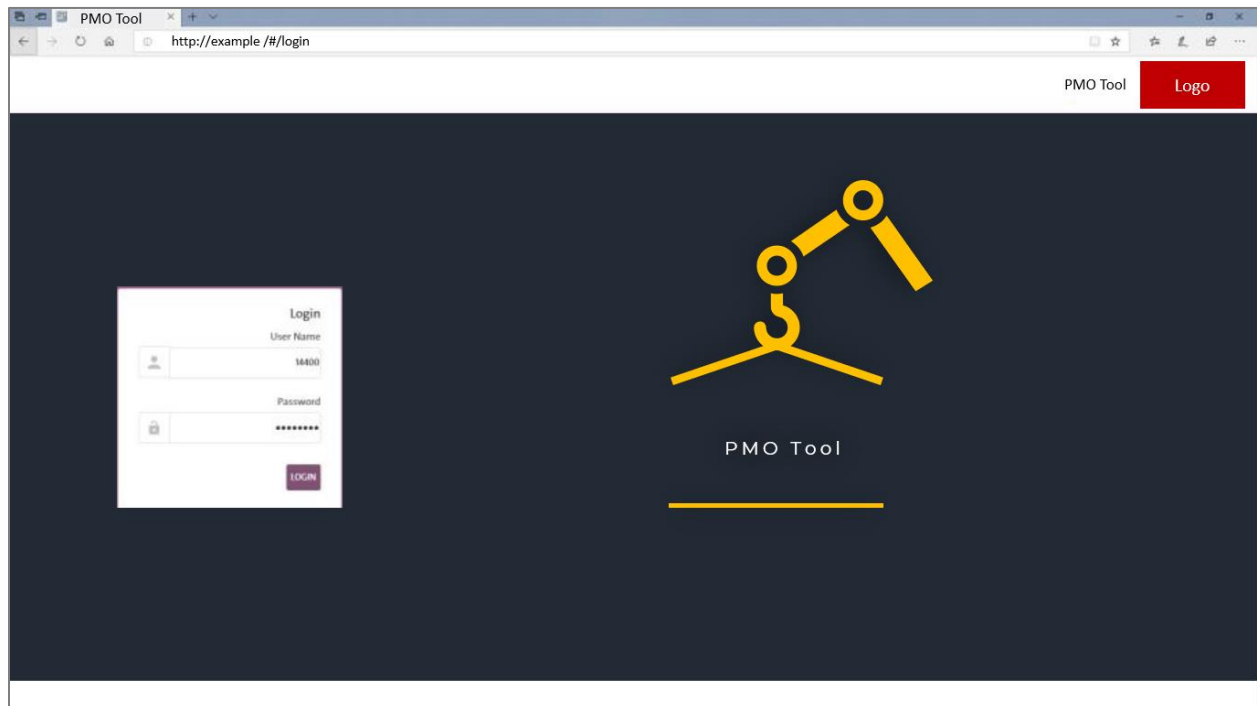 PMO Tool
http://example /#/login
PMO Tool
Logo
Login
User Name
14400
Password
••••••••
LOGIN
PMO Tool